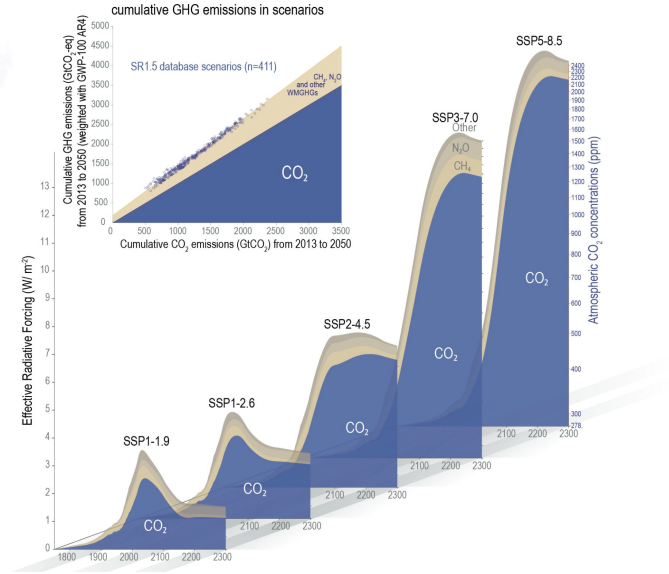 cumulative GHG emissions in scenarios
Cumulative GHG emissions (GtCO₂-eq)
from 2013 to 2050 (weighted with GWP-100 AR4)
5000
4500
4000
3500
3000
2500
2000
1500
1000
500
0
SR1.5 database scenarios (n=411)
CH₄, N₂O
and other
WMGHGs
CO₂
0 500 1000 1500 2000 2500 3000 3500
Cumulative CO₂ emissions (GtCO₂) from 2013 to 2050
Effective Radiative Forcing (W/ m⁻²)
13
12
11
10
9
8
7
6
5
4
3
2
1
0
SSP1-1.9
CO₂
1800 1900 2000 2100 2200 2300
SSP1-2.6
CO₂
2100 2200 2300
SSP2-4.5
CO₂
2100 2200 2300
SSP3-7.0
Other
N₂O
CH₄
CO₂
2100 2200 2300
SSP5-8.5
CO₂
2100 2200 2300
Atmospheric CO₂ concentrations (ppm)
2400
2300
2200
2100
2000
1900
1800
1700
1600
1500
1400
1300
1200
1100
1000
900
800
700
600
500
400
300
278